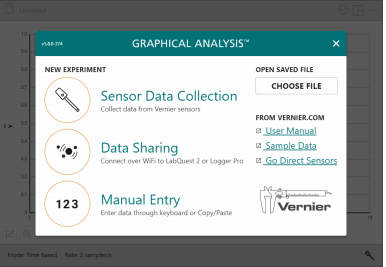 Untitled
v5.8.0-374
GRAPHICAL ANALYSIS™
NEW EXPERIMENT
Sensor Data Collection
Collect data from Vernier sensors
Data Sharing
Connect over WiFi to LabQuest 2 or Logger Pro
123
Manual Entry
Enter data through keyboard or Copy/Paste
OPEN SAVED FILE
CHOOSE FILE
FROM VERNIER.COM
User Manual
Sample Data
Go Direct Sensors
Vernier
Mode: Time Based Rate: 2 samples/s